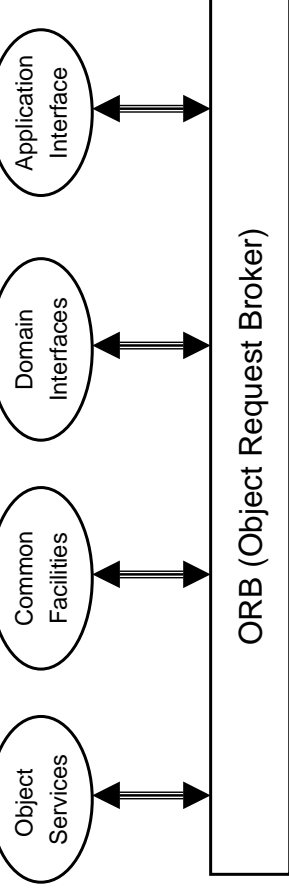 Object
Services
Common
Facilities
Domain
Interfaces
Application
Interface
ORB (Object Request Broker)